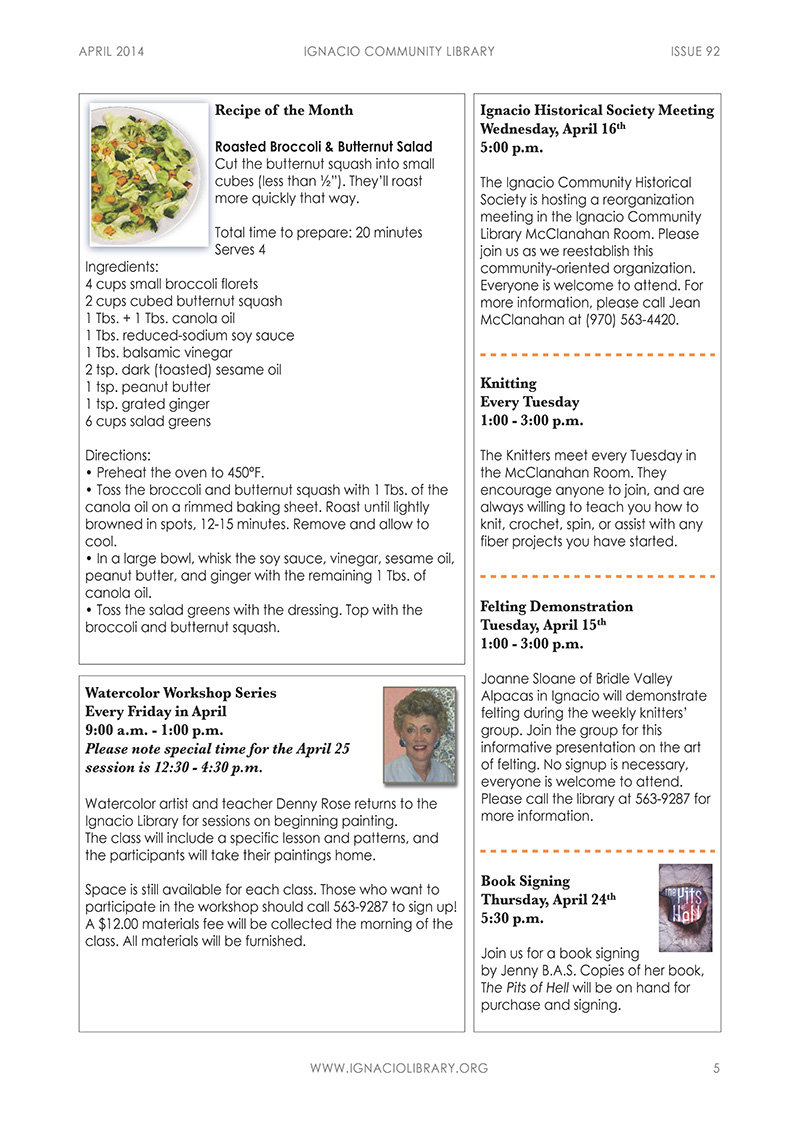 APRIL 2014 IGNACIO COMMUNITY LIBRARY ISSUE 92
Recipe of the Month
Roasted Broccoli & Butternut Salad
Cut the butternut squash into small
cubes (less than ½”). They’ll roast
more quickly that way.
Total time to prepare: 20 minutes
Serves 4
Ingredients:
4 cups small broccoli florets
2 cups cubed butternut squash
1 Tbs. + 1 Tbs. canola oil
1 Tbs. reduced-sodium soy sauce
1 Tbs. balsamic vinegar
2 tsp. dark (toasted) sesame oil
1 tsp. peanut butter
1 tsp. grated ginger
6 cups salad greens
Directions:
• Preheat the oven to 450°F.
• Toss the broccoli and butternut squash with 1 Tbs. of the
canola oil on a rimmed baking sheet. Roast until lightly
browned in spots, 12-15 minutes. Remove and allow to
cool.
• In a large bowl, whisk the soy sauce, vinegar, sesame oil,
peanut butter, and ginger with the remaining 1 Tbs. of
canola oil.
• Toss the salad greens with the dressing. Top with the
broccoli and butternut squash.
Watercolor Workshop Series
Every Friday in April
9:00 a.m. - 1:00 p.m.
Please note special time for the April 25
session is 12:30 - 4:30 p.m.
Watercolor artist and teacher Denny Rose returns to the
Ignacio Library for sessions on beginning painting.
The class will include a specific lesson and patterns, and
the participants will take their paintings home.
Space is still available for each class. Those who want to
participate in the workshop should call 563-9287 to sign up!
A $12.00 materials fee will be collected the morning of the
class. All materials will be furnished.
Ignacio Historical Society Meeting
Wednesday, April 16th
5:00 p.m.
The Ignacio Community Historical
Society is hosting a reorganization
meeting in the Ignacio Community
Library McClanahan Room. Please
join us as we reestablish this
community-oriented organization.
Everyone is welcome to attend. For
more information, please call Jean
McClanahan at (970) 563-4420.
Knitting
Every Tuesday
1:00 - 3:00 p.m.
The Knitters meet every Tuesday in
the McClanahan Room. They
encourage anyone to join, and are
always willing to teach you how to
knit, crochet, spin, or assist with any
fiber projects you have started.
Felting Demonstration
Tuesday, April 15th
1:00 - 3:00 p.m.
Joanne Sloane of Bridle Valley
Alpacas in Ignacio will demonstrate
felting during the weekly knitters’
group. Join the group for this
informative presentation on the art
of felting. No signup is necessary,
everyone is welcome to attend.
Please call the library at 563-9287 for
more information.
Book Signing
Thursday, April 24th
5:30 p.m.
the Pits
of Hell
Join us for a book signing
by Jenny B.A.S. Copies of her book,
The Pits of Hell will be on hand for
purchase and signing.
WWW.IGNACIOLIBRARY.ORG 5